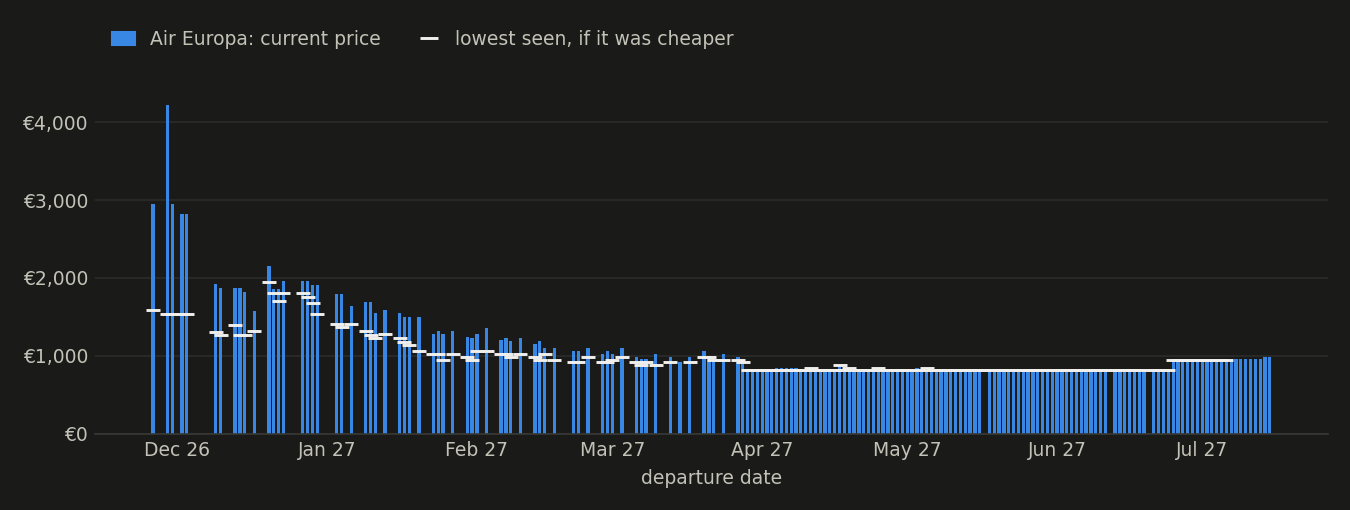 Air Europa: current price
lowest seen, if it was cheaper
€4,000
€3,000
€2,000
€1,000
€0
Dec 26
Jan 27
Feb 27
Mar 27
Apr 27
May 27
Jun 27
Jul 27
departure date